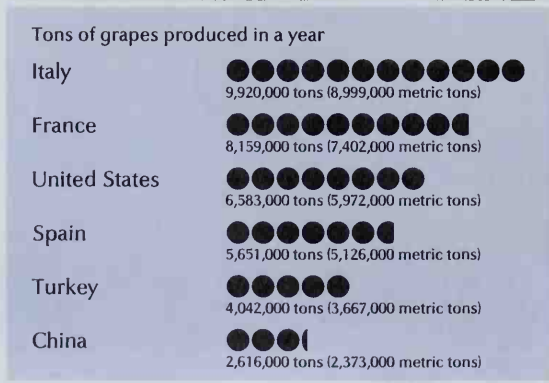 Tons of grapes produced in a year
Italy
9,920,000 tons (8,999,000 metric tons)
France
8,159,000 tons (7,402,000 metric tons)
United States
6,583,000 tons (5,972,000 metric tons)
Spain
5,651,000 tons (5,126,000 metric tons)
Turkey
4,042,000 tons (3,667,000 metric tons)
China
2,616,000 tons (2,373,000 metric tons)